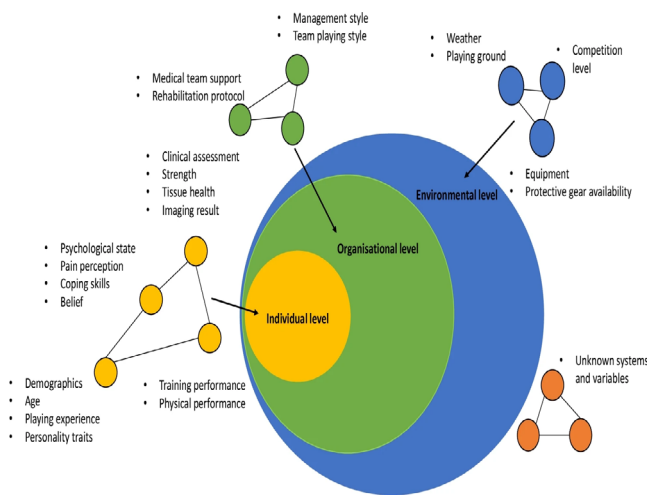 • Management style
• Team playing style
• Weather
• Playing ground
• Competition
level
• Medical team support
• Rehabilitation protocol
• Clinical assessment
• Strength
• Tissue health
• Imaging result
• Equipment
• Protective gear availability
Environmental level
Organisational level
• Psychological state
• Pain perception
• Coping skills
• Belief
Individual level
• Demographics
• Age
• Playing experience
• Personality traits
• Training performance
• Physical performance
• Unknown systems
and variables